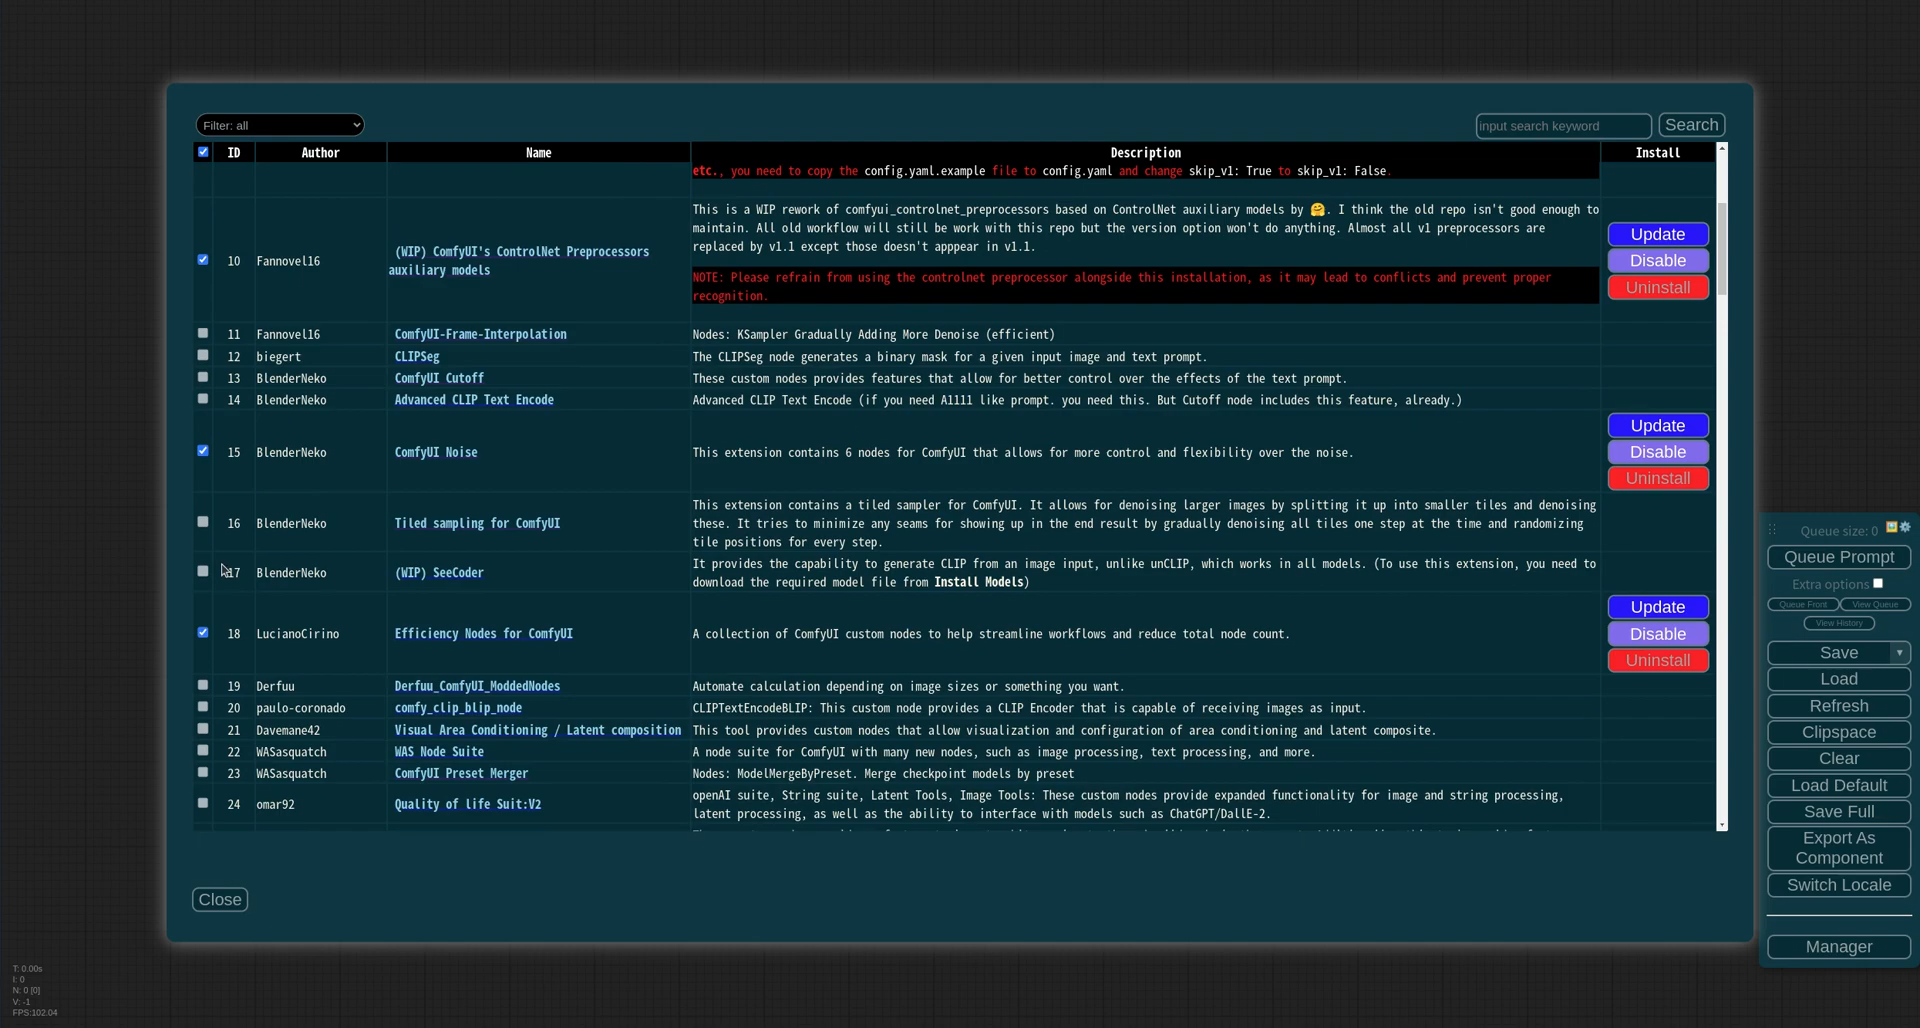 Filter: all
input search keyword
Search
ID Author Name Description Install
etc., you need to copy the config.yaml.example file to config.yaml and change skip_v1: True to skip_v1: False.
10 Fannovel16 (WIP) ComfyUI's ControlNet Preprocessors
auxiliary models
This is a WIP rework of comfyui_controlnet_preprocessors based on ControlNet auxiliary models by 🤗. I think the old repo isn't good enough to
maintain. All old workflow will still be work with this repo but the version option won't do anything. Almost all v1 preprocessors are
replaced by v1.1 except those doesn't apppear in v1.1.
NOTE: Please refrain from using the controlnet preprocessor alongside this installation, as it may lead to conflicts and prevent proper
recognition.
Update
Disable
Uninstall
11 Fannovel16 ComfyUI-Frame-Interpolation Nodes: KSampler Gradually Adding More Denoise (efficient)
12 biegert CLIPSeg The CLIPSeg node generates a binary mask for a given input image and text prompt.
13 BlenderNeko ComfyUI Cutoff These custom nodes provides features that allow for better control over the effects of the text prompt.
14 BlenderNeko Advanced CLIP Text Encode Advanced CLIP Text Encode (if you need A1111 like prompt. you need this. But Cutoff node includes this feature, already.)
15 BlenderNeko ComfyUI Noise This extension contains 6 nodes for ComfyUI that allows for more control and flexibility over the noise.
Update
Disable
Uninstall
16 BlenderNeko Tiled sampling for ComfyUI
This extension contains a tiled sampler for ComfyUI. It allows for denoising larger images by splitting it up into smaller tiles and denoising
these. It tries to minimize any seams for showing up in the end result by gradually denoising all tiles one step at the time and randomizing
tile positions for every step.
17 BlenderNeko (WIP) SeeCoder
It provides the capability to generate CLIP from an image input, unlike unCLIP, which works in all models. (To use this extension, you need to
download the required model file from Install Models)
18 LucianoCirino Efficiency Nodes for ComfyUI A collection of ComfyUI custom nodes to help streamline workflows and reduce total node count.
Update
Disable
Uninstall
19 Derfuu Derfuu_ComfyUI_ModdedNodes Automate calculation depending on image sizes or something you want.
20 paulo-coronado comfy_clip_blip_node CLIPTextEncodeBLIP: This custom node provides a CLIP Encoder that is capable of receiving images as input.
21 Davemane42 Visual Area Conditioning / Latent composition This tool provides custom nodes that allow visualization and configuration of area conditioning and latent composite.
22 WASasquatch WAS Node Suite A node suite for ComfyUI with many new nodes, such as image processing, text processing, and more.
23 WASasquatch ComfyUI Preset Merger Nodes: ModelMergeByPreset. Merge checkpoint models by preset
24 omar92 Quality of life Suit:V2
openAI suite, String suite, Latent Tools, Image Tools: These custom nodes provide expanded functionality for image and string processing,
latent processing, as well as the ability to interface with models such as ChatGPT/DallE-2.
Close
Queue size: 0
Queue Prompt
Extra options
Queue Front View Queue
View History
Save
Load
Refresh
Clipspace
Clear
Load Default
Save Full
Export As
Component
Switch Locale
Manager
T: 0.00s
I: 0
N: 0 [0]
V: -1
FPS:102.04